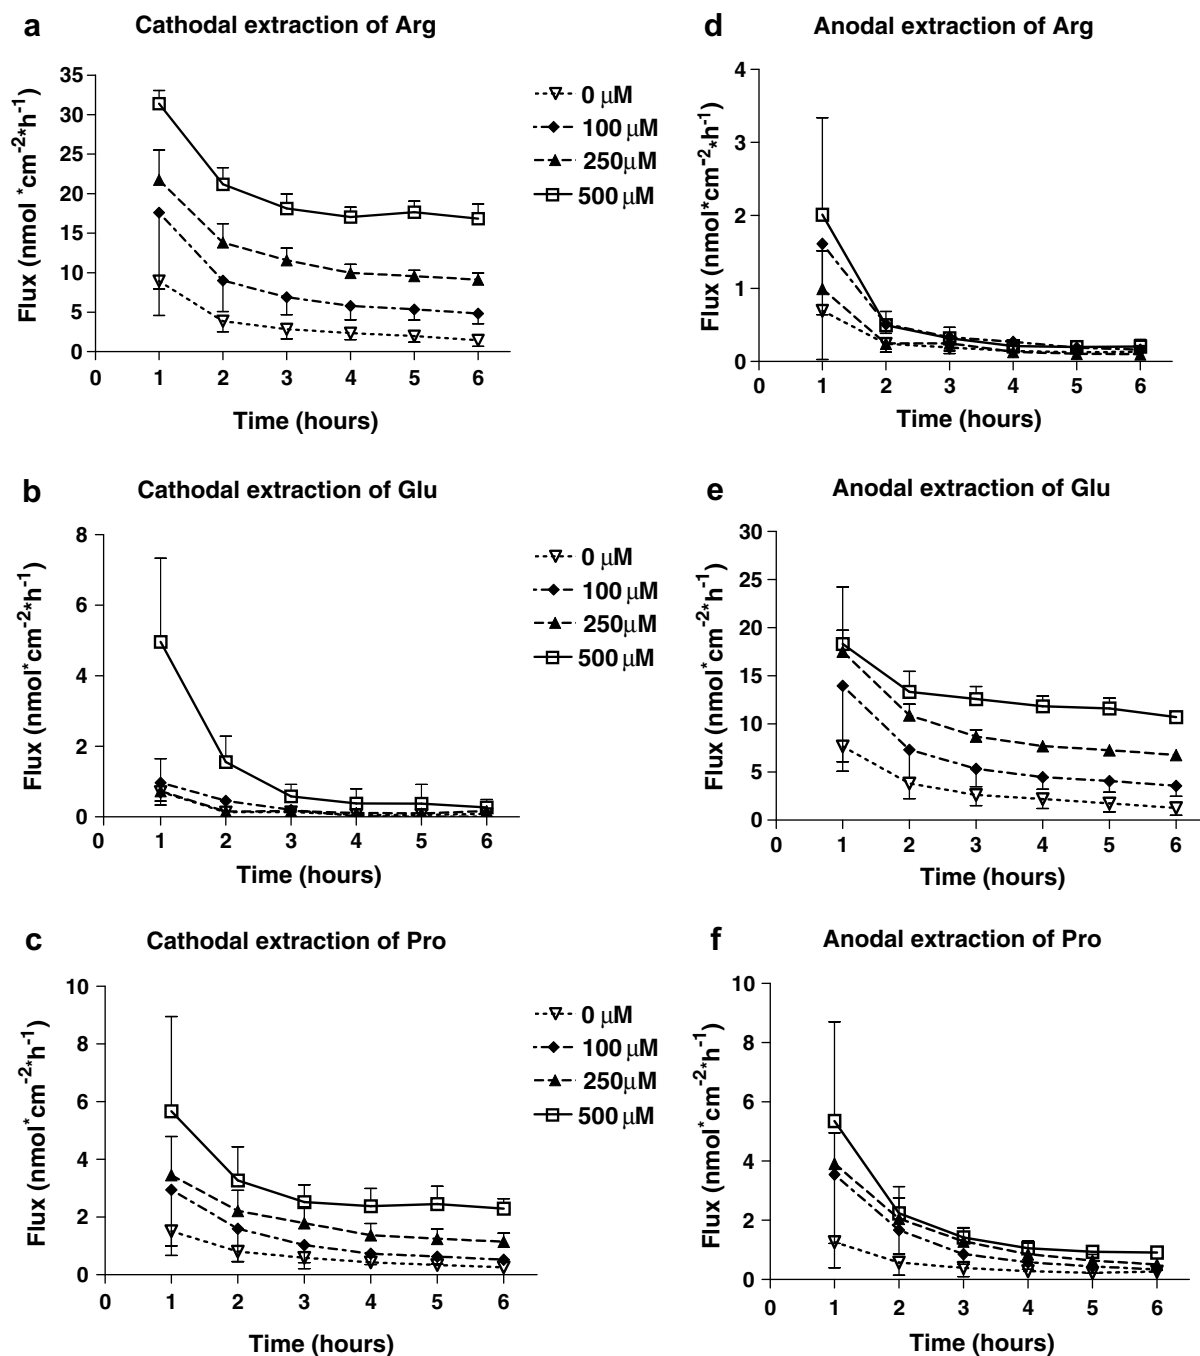 a
Cathodal extraction of Arg
Flux (nmol *cm-2*h-1)
35
30
25
20
15
10
5
0
0 1 2 3 4 5 6
Time (hours)
0 μM
100 μM
250μM
500 μM
d
Anodal extraction of Arg
Flux (nmol*cm-2*h-1)
4
3
2
1
0
0 1 2 3 4 5 6
Time (hours)
b
Cathodal extraction of Glu
Flux (nmol*cm-2*h-1)
8
6
4
2
0
0 1 2 3 4 5 6
Time (hours)
0 μM
100 μM
250μM
500 μM
e
Anodal extraction of Glu
Flux (nmol*cm-2*h-1)
30
25
20
15
10
5
0
0 1 2 3 4 5 6
Time (hours)
c
Cathodal extraction of Pro
Flux (nmol*cm-2*h-1)
10
8
6
4
2
0
0 1 2 3 4 5 6
Time (hours)
0 μM
100 μM
250μM
500 μM
f
Anodal extraction of Pro
Flux (nmol*cm-2*h-1)
10
8
6
4
2
0
0 1 2 3 4 5 6
Time (hours)